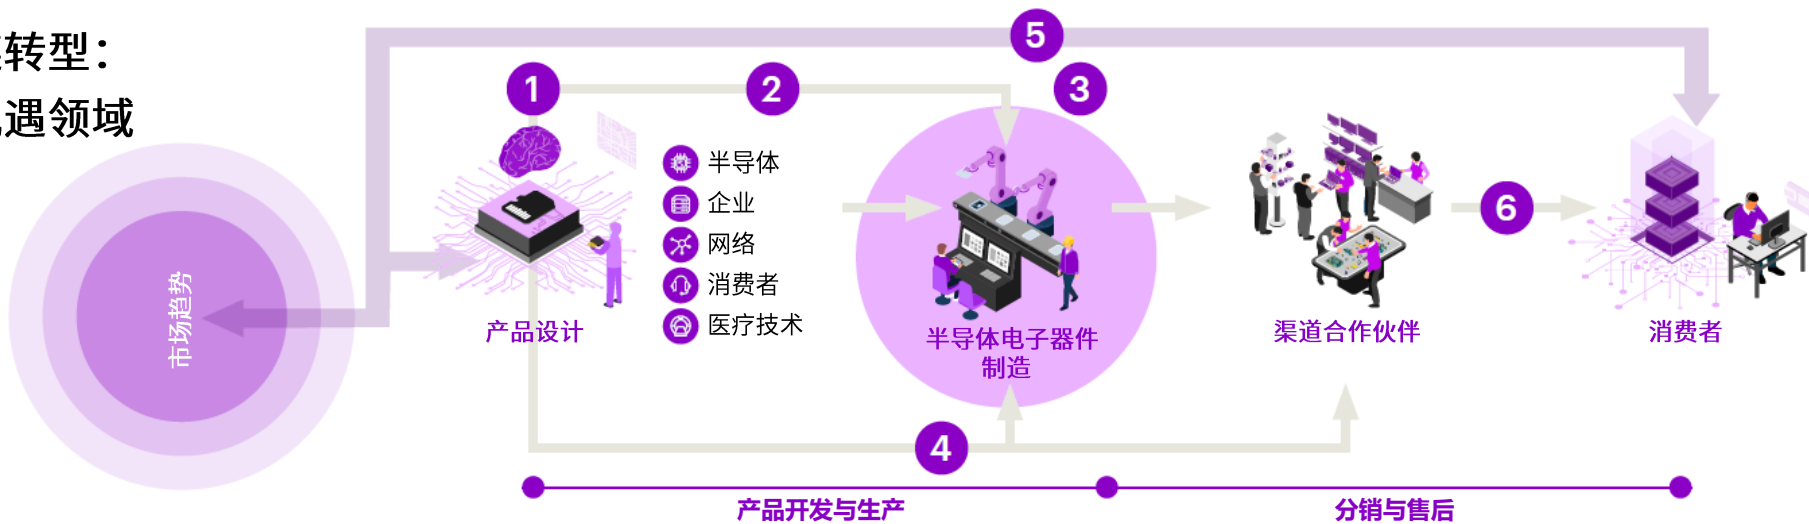 转型：
遇领域
5
1
2
3
半导体
企业
网络
消费者
医疗技术
6
市场趋势
产品设计
半导体电子器件
制造
渠道合作伙伴
消费者
4
产品开发与生产
分销与售后